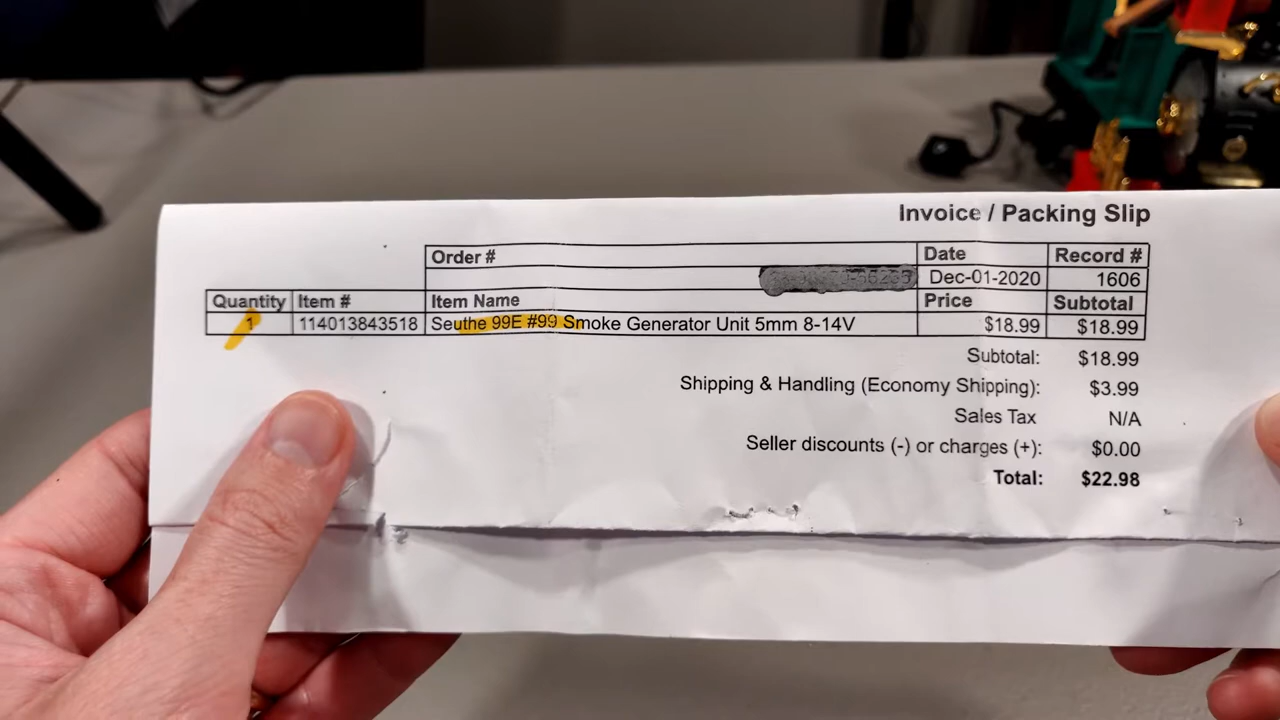 Invoice / Packing Slip
Order # Date Record #
Dec-01-2020 1606
Quantity Item # Item Name Price Subtotal
1 114013843518 Seuthe 99E #99 Smoke Generator Unit 5mm 8-14V $18.99 $18.99
Subtotal: $18.99
Shipping & Handling (Economy Shipping): $3.99
Sales Tax N/A
Seller discounts (-) or charges (+): $0.00
Total: $22.98